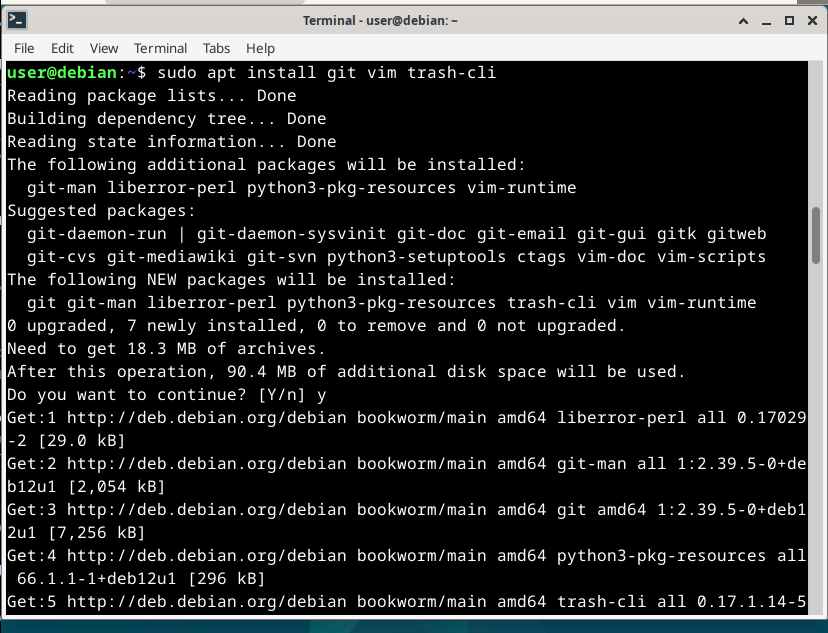 Terminal - user@debian: ~
File Edit View Terminal Tabs Help
user@debian:~$ sudo apt install git vim trash-cli
Reading package lists... Done
Building dependency tree... Done
Reading state information... Done
The following additional packages will be installed:
  git-man liberror-perl python3-pkg-resources vim-runtime
Suggested packages:
  git-daemon-run | git-daemon-sysvinit git-doc git-email git-gui gitk gitweb
  git-cvs git-mediawiki git-svn python3-setuptools ctags vim-doc vim-scripts
The following NEW packages will be installed:
  git git-man liberror-perl python3-pkg-resources trash-cli vim vim-runtime
0 upgraded, 7 newly installed, 0 to remove and 0 not upgraded.
Need to get 18.3 MB of archives.
After this operation, 90.4 MB of additional disk space will be used.
Do you want to continue? [Y/n] y
Get:1 http://deb.debian.org/debian bookworm/main amd64 liberror-perl all 0.17029
-2 [29.0 kB]
Get:2 http://deb.debian.org/debian bookworm/main amd64 git-man all 1:2.39.5-0+de
b12u1 [2,054 kB]
Get:3 http://deb.debian.org/debian bookworm/main amd64 git amd64 1:2.39.5-0+deb1
2u1 [7,256 kB]
Get:4 http://deb.debian.org/debian bookworm/main amd64 python3-pkg-resources all
 66.1.1-1+deb12u1 [296 kB]
Get:5 http://deb.debian.org/debian bookworm/main amd64 trash-cli all 0.17.1.14-5